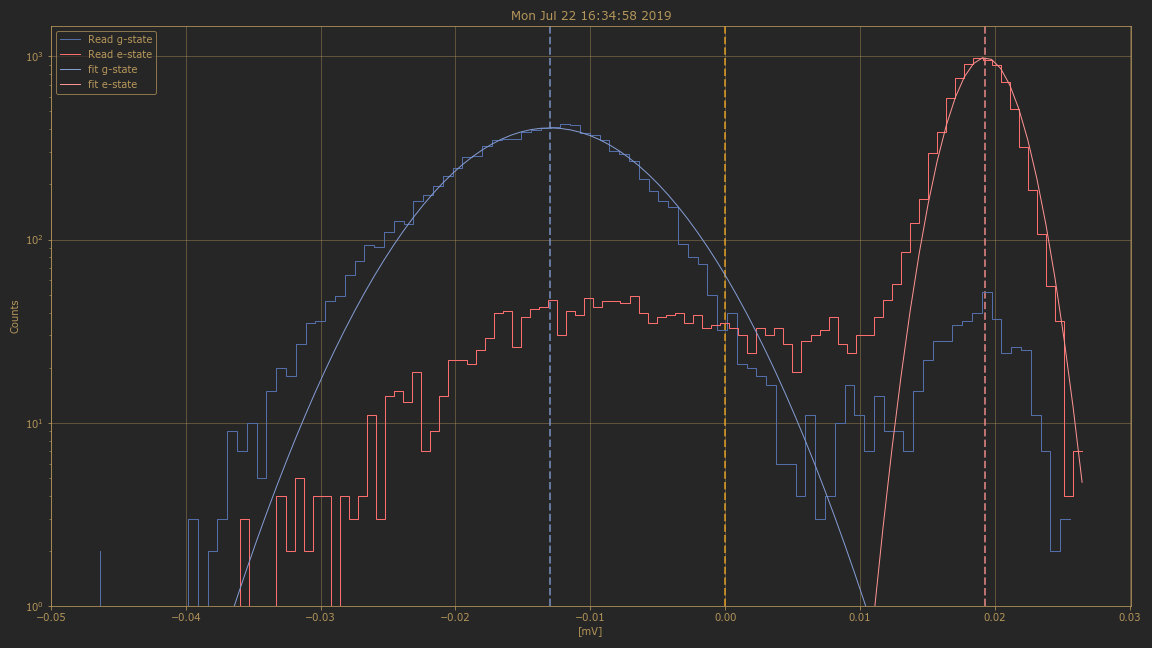 Mon Jul 22 16:34:58 2019
Read g-state
Read e-state
fit g-state
fit e-state
10³
10²
10¹
10⁰
Counts
−0.05 −0.04 −0.03 −0.02 −0.01 0.00 0.01 0.02 0.03
[mV]